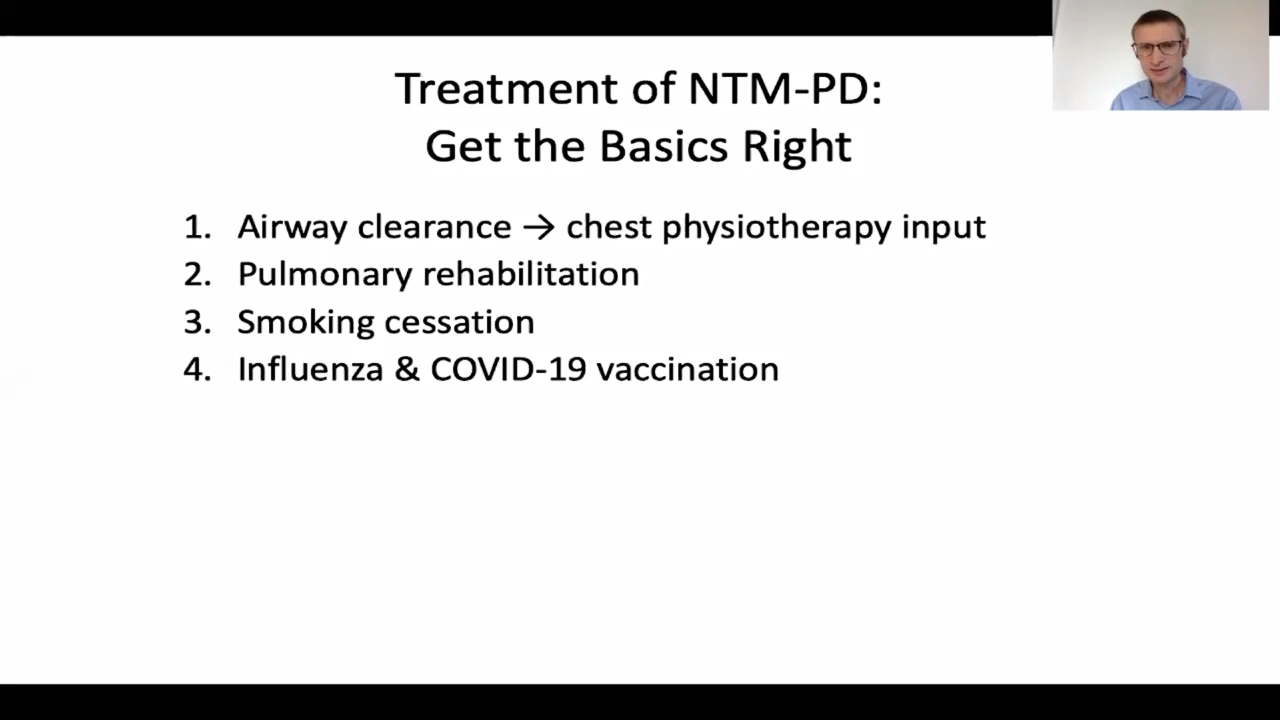 Treatment of NTM-PD:
Get the Basics Right
1. Airway clearance → chest physiotherapy input
2. Pulmonary rehabilitation
3. Smoking cessation
4. Influenza & COVID-19 vaccination